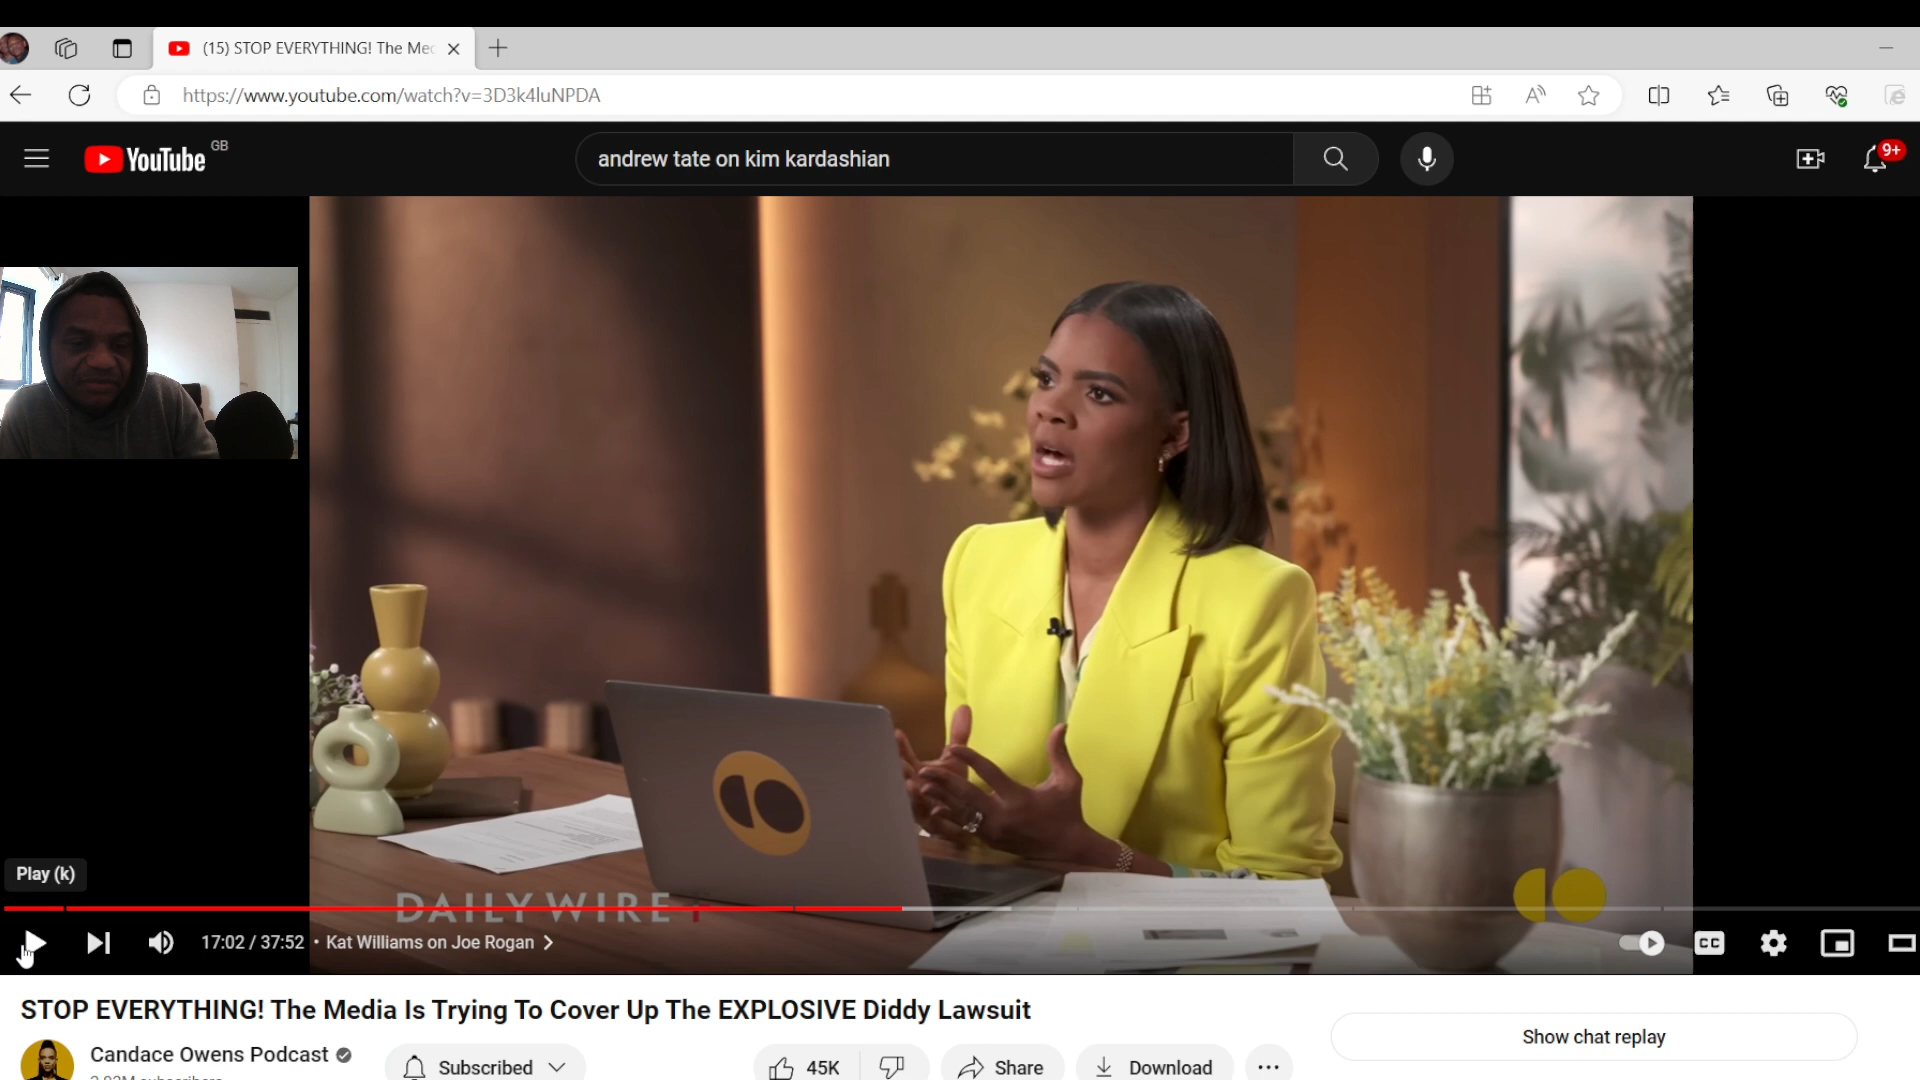 (15) STOP EVERYTHING! The Med
https://www.youtube.com/watch?v=3D3k4luNPDA
YouTube GB
andrew tate on kim kardashian
9+
Play (k)
DAILY WIRE +
17:02 / 37:52 • Kat Williams on Joe Rogan
CC
STOP EVERYTHING! The Media Is Trying To Cover Up The EXPLOSIVE Diddy Lawsuit
Show chat replay
Candace Owens Podcast
Subscribed
45K
Share
Download